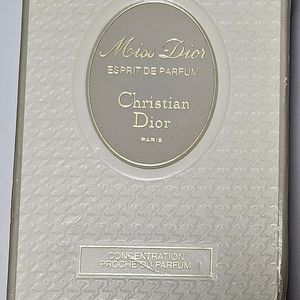 Miss Dior
ESPRIT DE PARFUM
Christian
Dior
PARIS
CONCENTRATION
PROCHE DU PARFUM